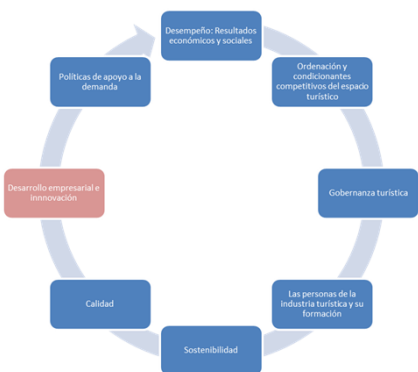 Desempeño: Resultados
económicos y sociales
Ordenación y
condicionantes
competitivos del espado
turístico
Gobernanza turística
Las personas de la
industria turística y su
formación
Sostenibilidad
Calidad
Desarrollo empresarial e
innnovación
Políticas de apoyo a la
demanda